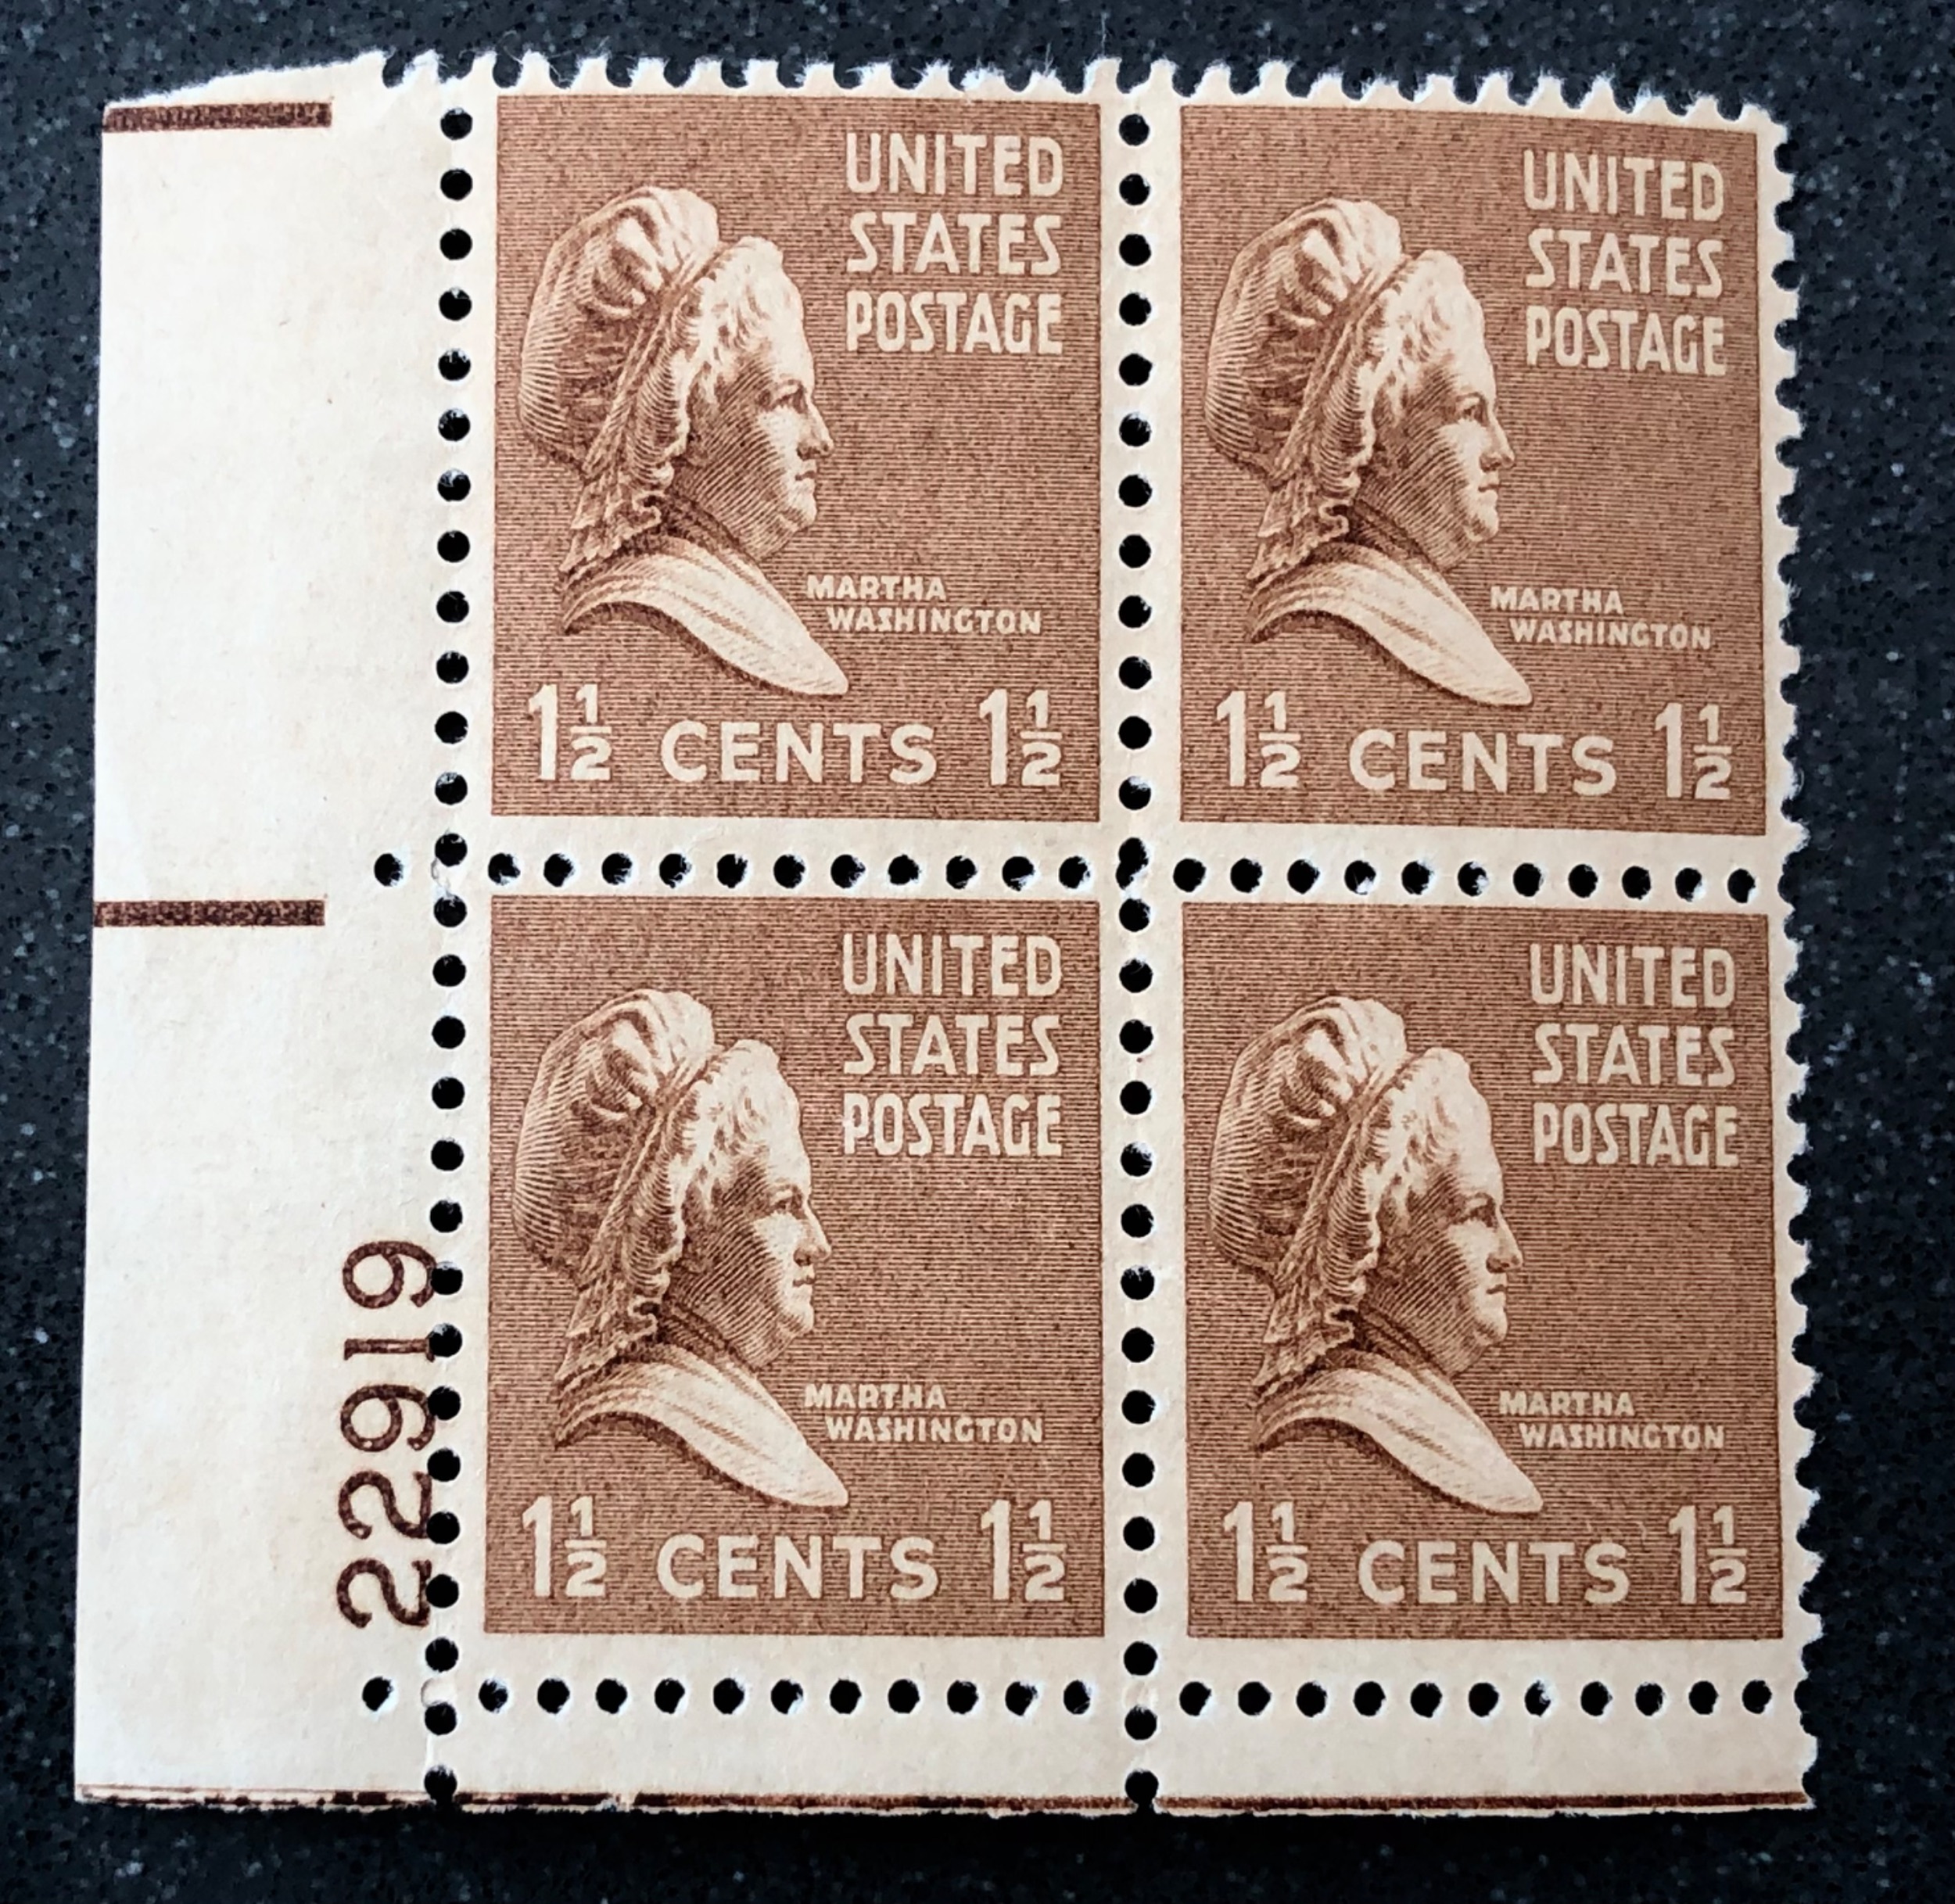 UNITED
STATES
POSTAGE
MARTHA
WASHINGTON
1½ CENTS 1½
UNITED
STATES
POSTAGE
MARTHA
WASHINGTON
1½ CENTS 1½
UNITED
STATES
POSTAGE
MARTHA
WASHINGTON
1½ CENTS 1½
UNITED
STATES
POSTAGE
MARTHA
WASHINGTON
1½ CENTS 1½
22919